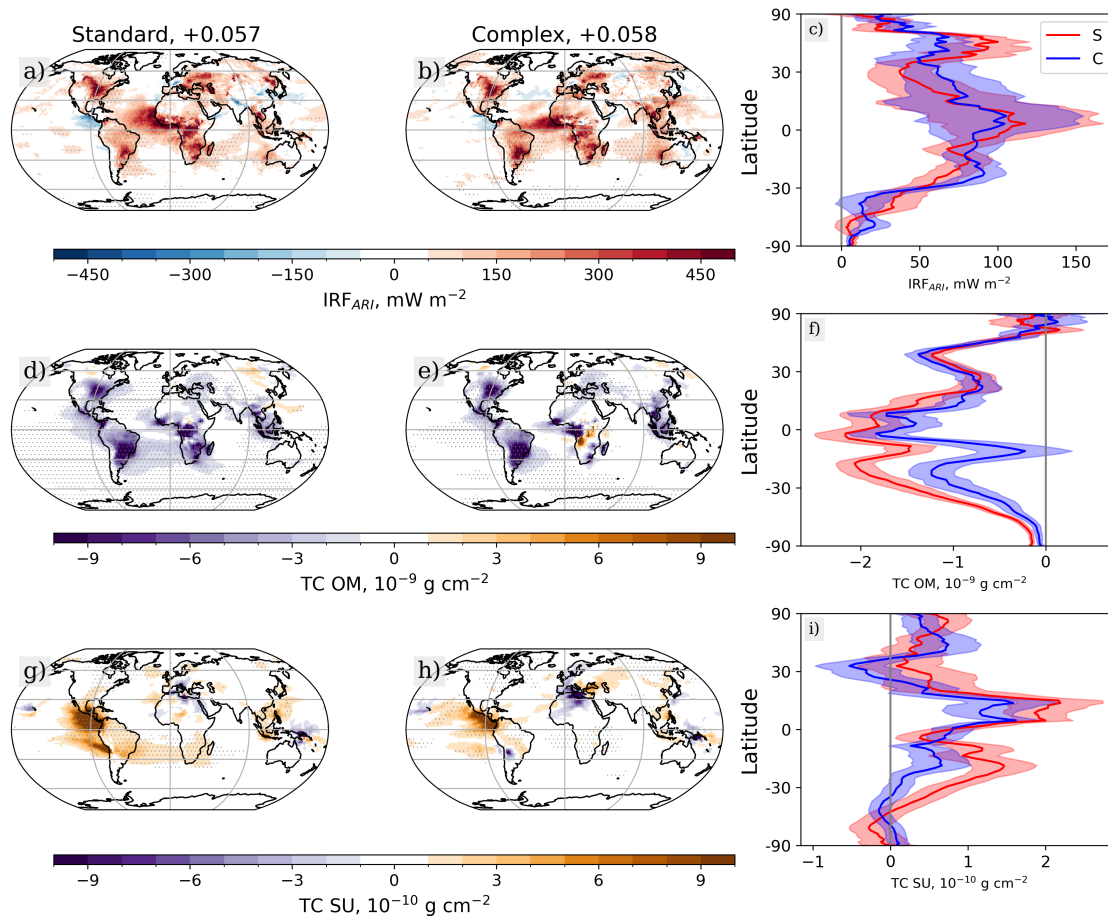 Standard, +0.057
Complex, +0.058
a)
b)
c)
S
C
90
30
0
-30
-90
Latitude
0 50 100 150
IRF_ARI, mW m⁻²
−450 −300 −150 0 150 300 450
IRF_ARI, mW m⁻²
d)
e)
f)
90
30
0
-30
-90
Latitude
−2 −1 0
TC OM, 10⁻⁹ g cm⁻²
−9 −6 −3 0 3 6 9
TC OM, 10⁻⁹ g cm⁻²
g)
h)
i)
90
30
0
-30
-90
Latitude
−1 0 1 2
TC SU, 10⁻¹⁰ g cm⁻²
−9 −6 −3 0 3 6 9
TC SU, 10⁻¹⁰ g cm⁻²